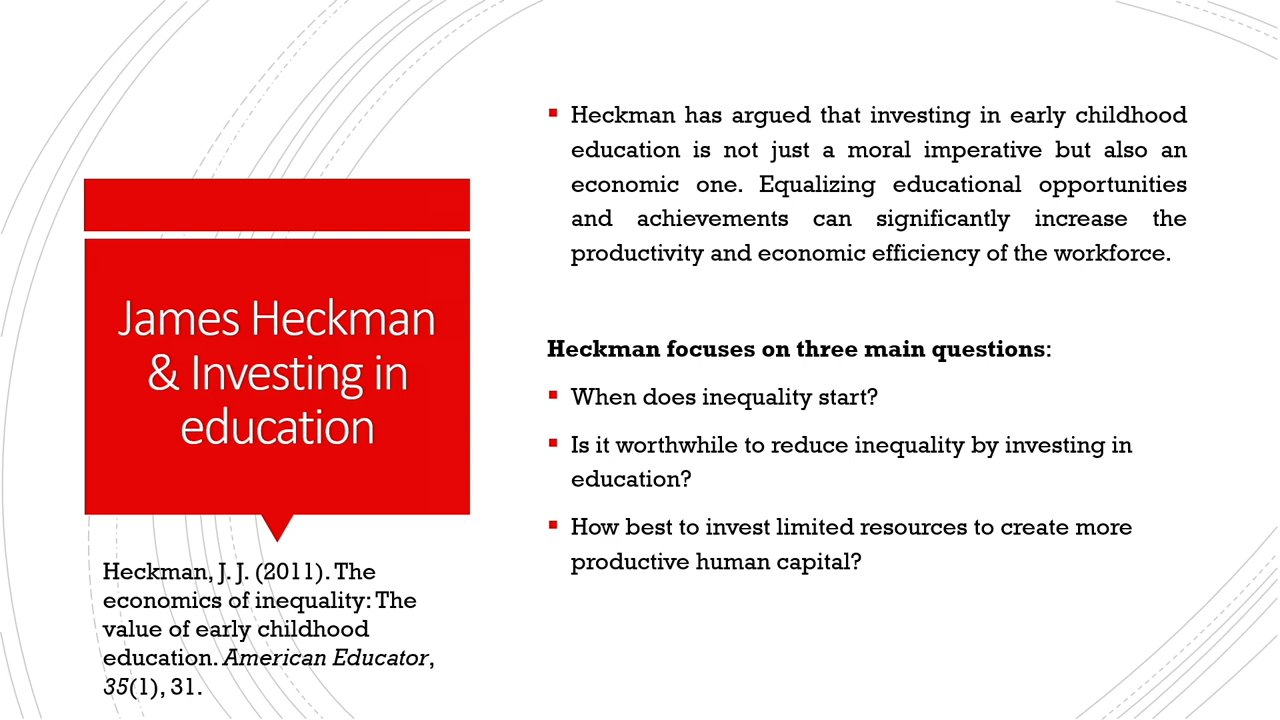 James Heckman
& Investing in
education
Heckman, J. J. (2011). The
economics of inequality: The
value of early childhood
education. American Educator,
35(1), 31.
▪ Heckman has argued that investing in early childhood
education is not just a moral imperative but also an
economic one. Equalizing educational opportunities
and achievements can significantly increase the
productivity and economic efficiency of the workforce.
Heckman focuses on three main questions:
▪ When does inequality start?
▪ Is it worthwhile to reduce inequality by investing in
education?
▪ How best to invest limited resources to create more
productive human capital?